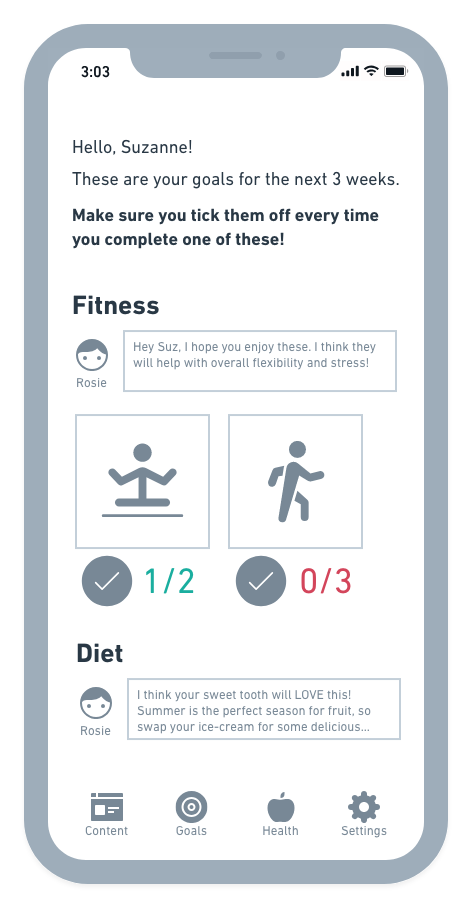 3:03
Hello, Suzanne!
These are your goals for the next 3 weeks.
Make sure you tick them off every time
you complete one of these!
Fitness
Hey Suz, I hope you enjoy these. I think they
will help with overall flexibility and stress!
Rosie
1/2
0/3
Diet
I think your sweet tooth will LOVE this!
Summer is the perfect season for fruit, so
swap your ice-cream for some delicious...
Rosie
Content
Goals
Health
Settings